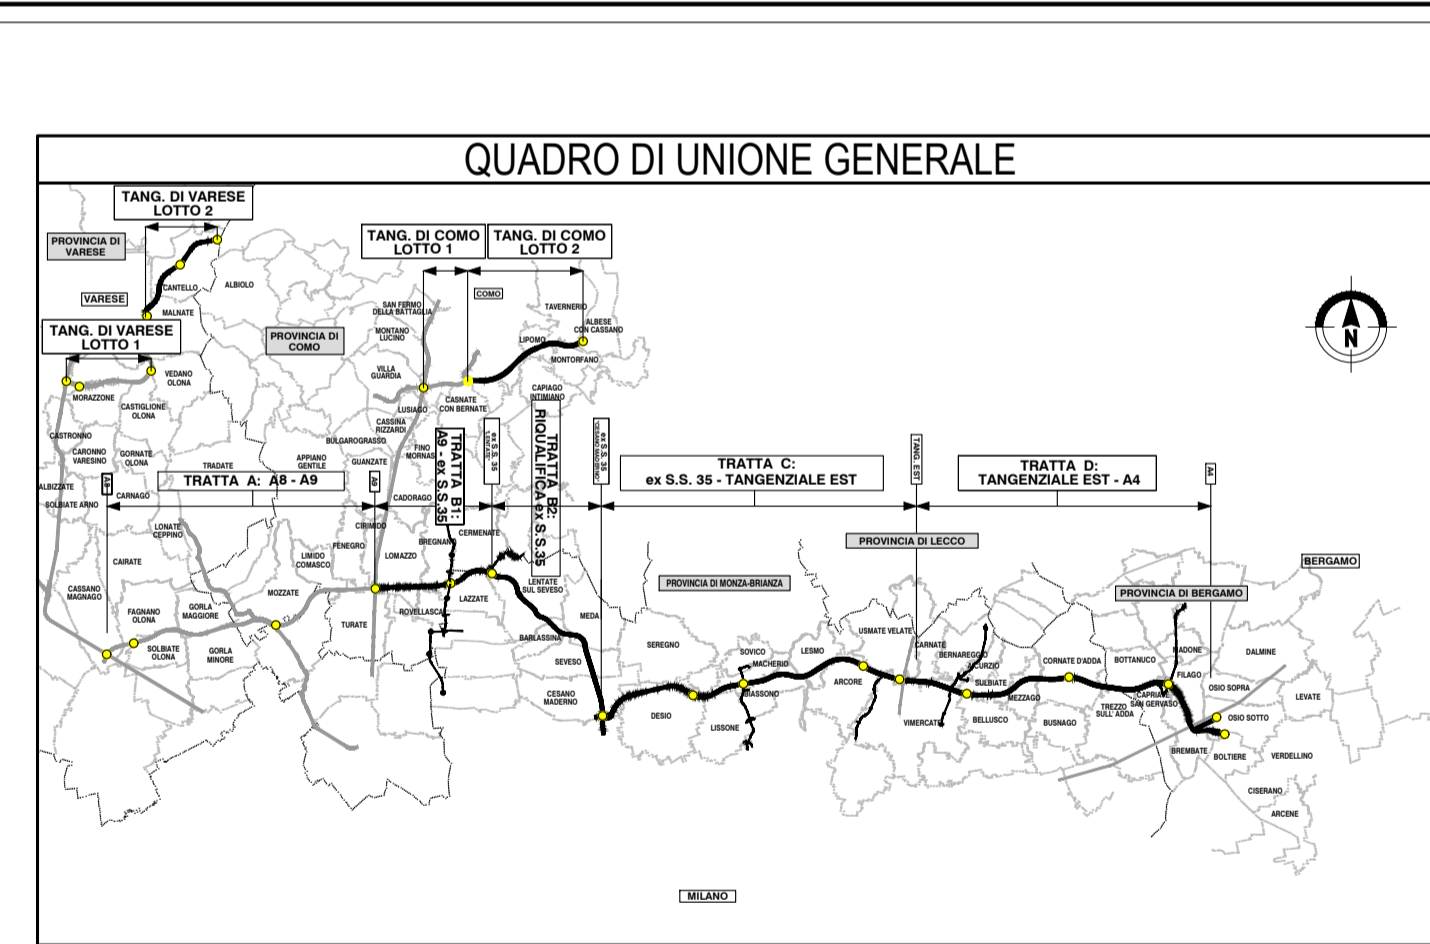 QUADRO DI UNIONE GENERALE
TANG. DI VARESE
LOTTO 2
PROVINCIA DI
VARESE
TANG. DI COMO
LOTTO 1
TANG. DI COMO
LOTTO 2
CANTELLO
ALBIOLO
VARESE
MALNATE
COMO
SAN FERMO
DELLA BATTAGLIA
TAVERNERIO
ALBESE
CON CASSANO
TANG. DI VARESE
LOTTO 1
PROVINCIA DI
COMO
MONTANO
LUCINO
LIPOMO
MONTORFANO
N
VEDANO
OLONA
VILLA
GUARDIA
MORAZZONE
CAPIAGO
INTIMIANO
CASTIGLIONE
OLONA
LUSIAGO
CASNATE
CON BERNATE
CASSINA
RIZZARDI
CASTRONNO
BULGAROGRASSO
CARONNO
VARESINO
GORNATE
OLONA
FINO
MORNAS
TRADATE
APPIANO
GENTILE
GUANZATE
TRATTA A: A8 - A9
A8
A9
TRATTA B1:
A9 - ex S.S.35
ex S.S. 35
TRATTA B2:
RIQUALIFICA ex S.S.35
ex S.S. 35
TRATTA C:
ex S.S. 35 - TANGENZIALE EST
TANG. EST
TRATTA D:
TANGENZIALE EST - A4
A4
ALBIZZATE
CARNAGO
SOLBIATE ARNO
CADORAGO
LONATE
CEPPINO
CIRIMIDO
CERMENATE
BREGNAN
FENEGRO
LIMIDO
COMASCO
LOMAZZO
PROVINCIA DI LECCO
CAIRATE
BERGAMO
CASSANO
MAGNAGO
MOZZATE
LENTATE
SUL SEVESO
PROVINCIA DI MONZA-BRIANZA
PROVINCIA DI BERGAMO
FAGNANO
OLONA
GORLA
MAGGIORE
LAZZATE
ROVELLASCA
TURATE
MEDA
USMATE VELATE
BARLASSINA
SEREGNO
CARNATE
BERNAREGGIO
SOLBIATE
OLONA
GORLA
MINORE
SEVESO
SOVICO
LESMO
MACHERIO
CORNATE D'ADDA
BOTTANUCO
MADONE
DALMINE
FILAGO
ARCORE
SULBIATE
CESANO
MADERNO
BIASSONO
MEZZAGO
CAPRIATE
SAN GERVASO
OSIO SOPRA
LEVATE
DESIO
LISSONE
VIMERCATE
BELLUSCO
BUSNAGO
TREZZO
SULL' ADDA
OSIO SOTTO
BREMBATE
BOLTIERE
VERDELLINO
CISERANO
ARCENE
MILANO